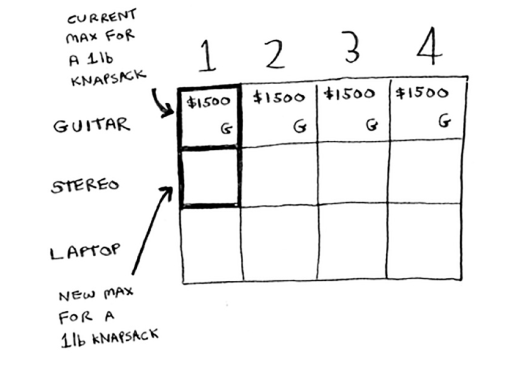 CURRENT
MAX FOR
A 1lb
KNAPSACK
1 2 3 4
GUITAR
$1500 $1500 $1500 $1500
G G G G
STEREO
LAPTOP
NEW MAX
FOR A
1lb KNAPSACK